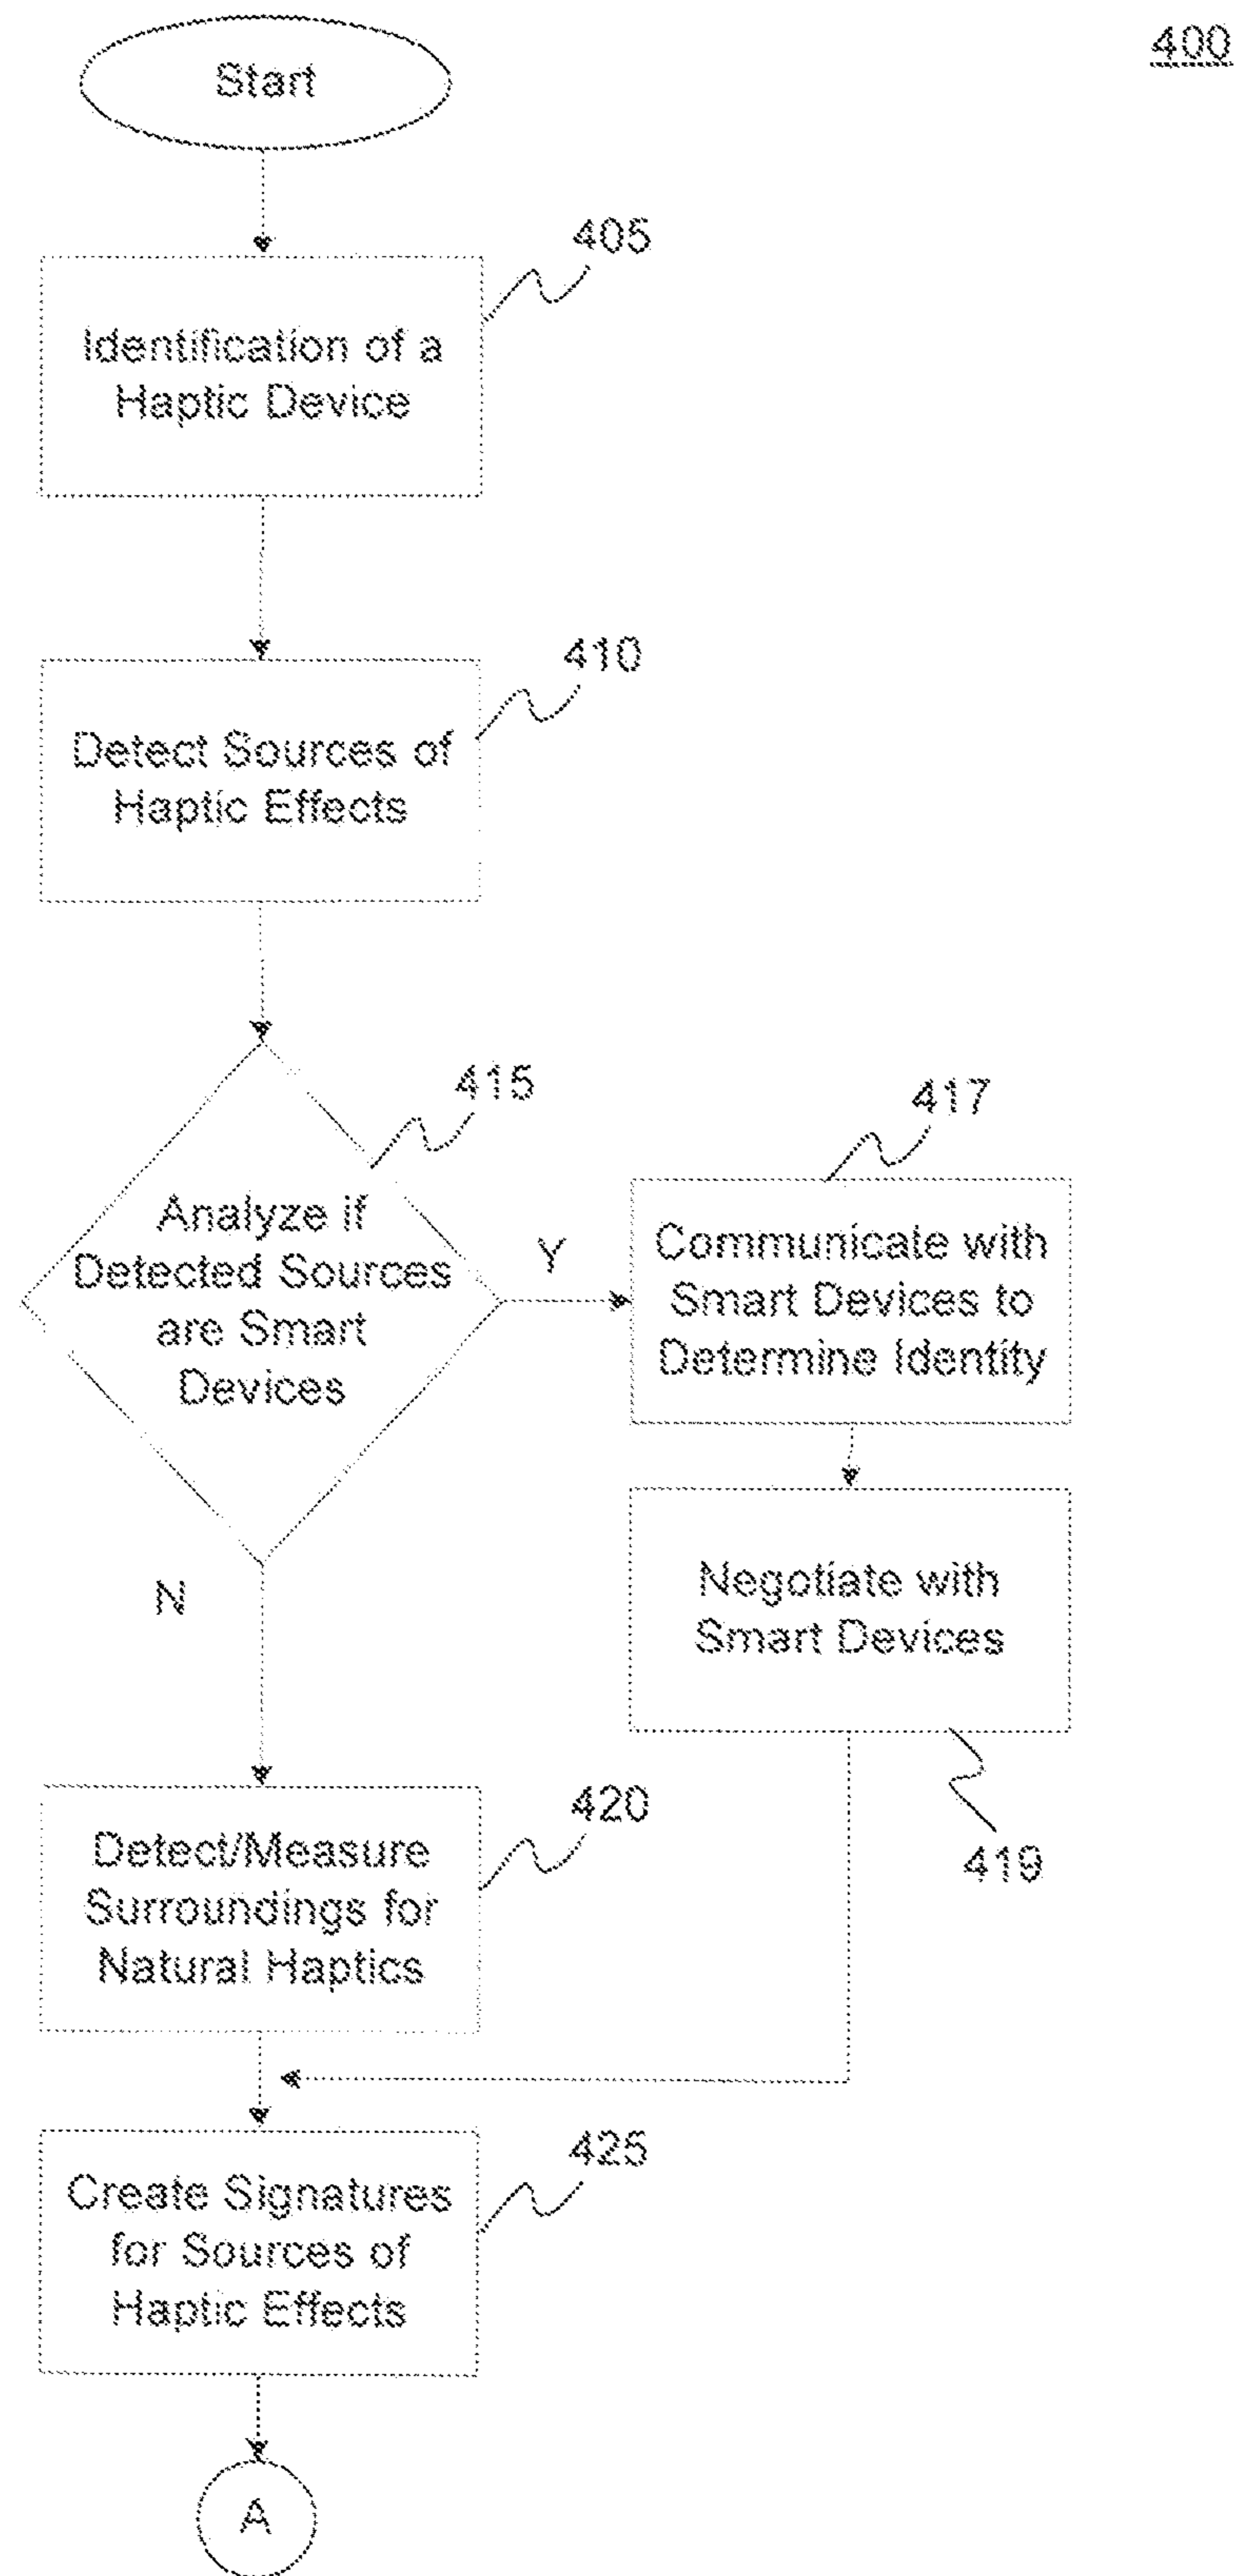 400
Start
405
Identification of a
Haptic Device
410
Detect Sources of
Haptic Effects
415
Analyze if
Detected Sources
are Smart
Devices
Y
417
Communicate with
Smart Devices to
Determine Identity
Negotiate with
Smart Devices
419
N
420
Detect/Measure
Surroundings for
Natural Haptics
425
Create Signatures
for Sources of
Haptic Effects
A